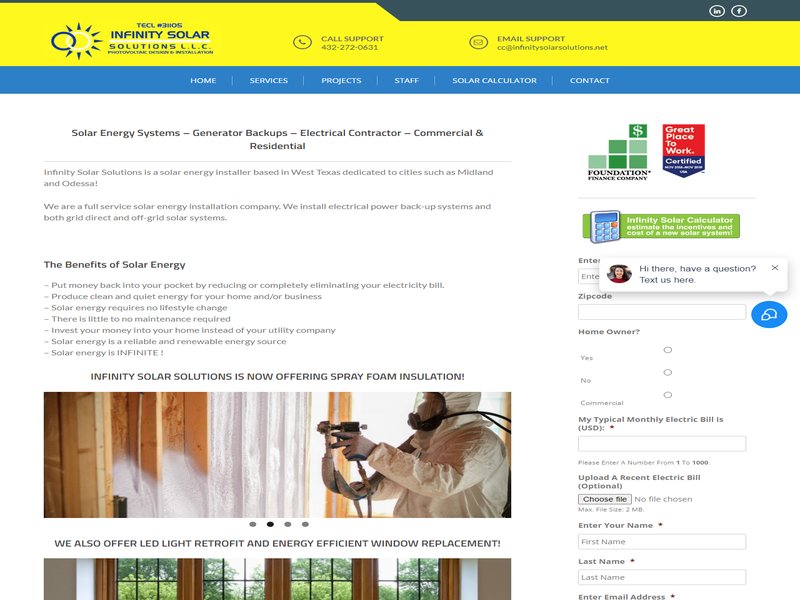 TECL #31105
INFINITY SOLAR
SOLUTIONS L.L.C.
PHOTOVOLTAIC DESIGN & INSTALLATION
CALL SUPPORT
432-272-0631
EMAIL SUPPORT
cc@infinitysolarsolutions.net
HOME
SERVICES
PROJECTS
STAFF
SOLAR CALCULATOR
CONTACT
Solar Energy Systems – Generator Backups – Electrical Contractor – Commercial &
Residential
Infinity Solar Solutions is a solar energy installer based in West Texas dedicated to cities such as Midland
and Odessa!
We are a full service solar energy installation company. We install electrical power back-up systems and
both grid direct and off-grid solar systems.
The Benefits of Solar Energy
– Put money back into your pocket by reducing or completely eliminating your electricity bill.
– Produce clean and quiet energy for your home and/or business
– Solar energy requires no lifestyle change
– There is little to no maintenance required
– Invest your money into your home instead of your utility company
– Solar energy is a reliable and renewable energy source
– Solar energy is INFINITE !
INFINITY SOLAR SOLUTIONS IS NOW OFFERING SPRAY FOAM INSULATION!
WE ALSO OFFER LED LIGHT RETROFIT AND ENERGY EFFICIENT WINDOW REPLACEMENT!
$
FOUNDATION
FINANCE COMPANY
Great
Place
To
Work.
Certified
NOV 2018-NOV 2019
USA
Infinity Solar Calculator
estimate the incentives and
cost of a new solar system!
Enter
Ente
Hi there, have a question?
Text us here.
Zipcode
Home Owner?
Yes
No
Commercial
My Typical Monthly Electric Bill Is
(USD): *
Please Enter A Number From 1 To 1000.
Upload A Recent Electric Bill
(Optional)
Choose file No file chosen
Max. File Size: 2 MB.
Enter Your Name *
First Name
Last Name *
Last Name
Enter Email Address *